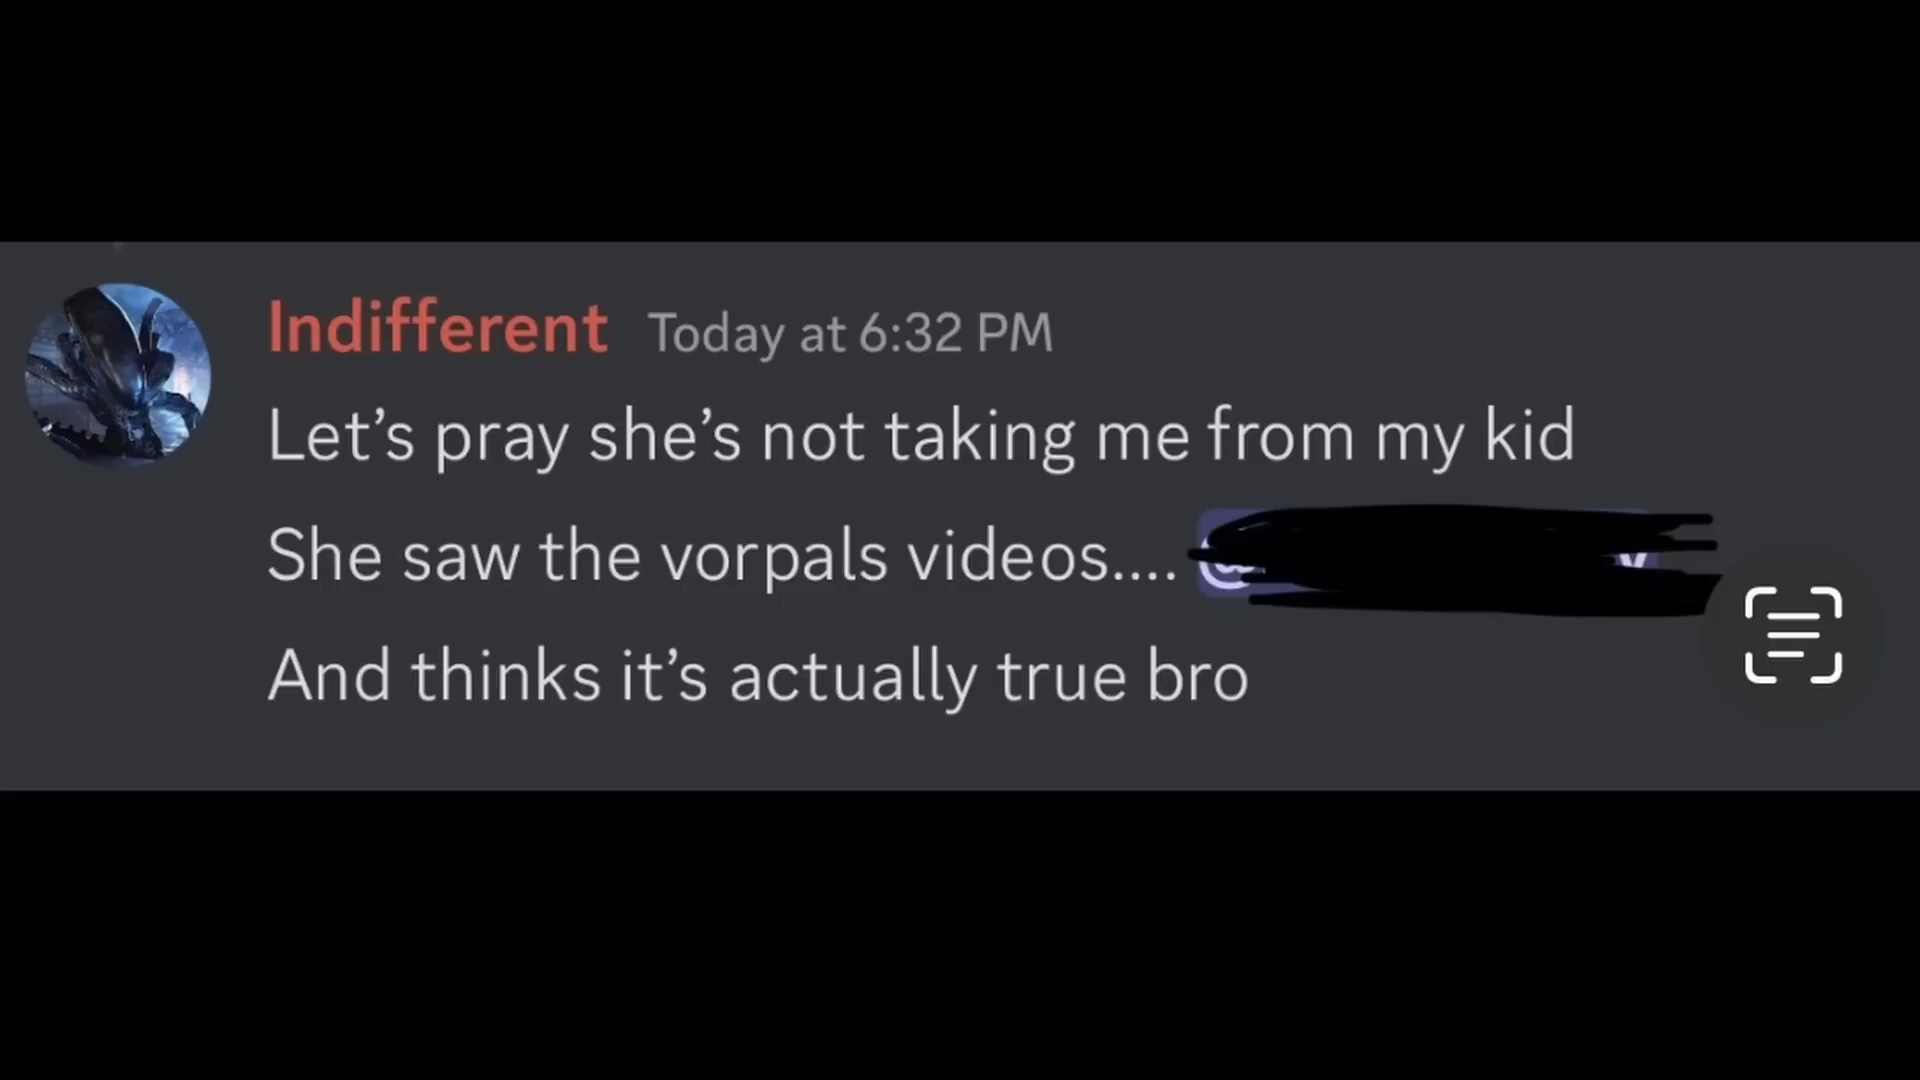 Indifferent Today at 6:32 PM
Let’s pray she’s not taking me from my kid
She saw the vorpals videos....
And thinks it’s actually true bro